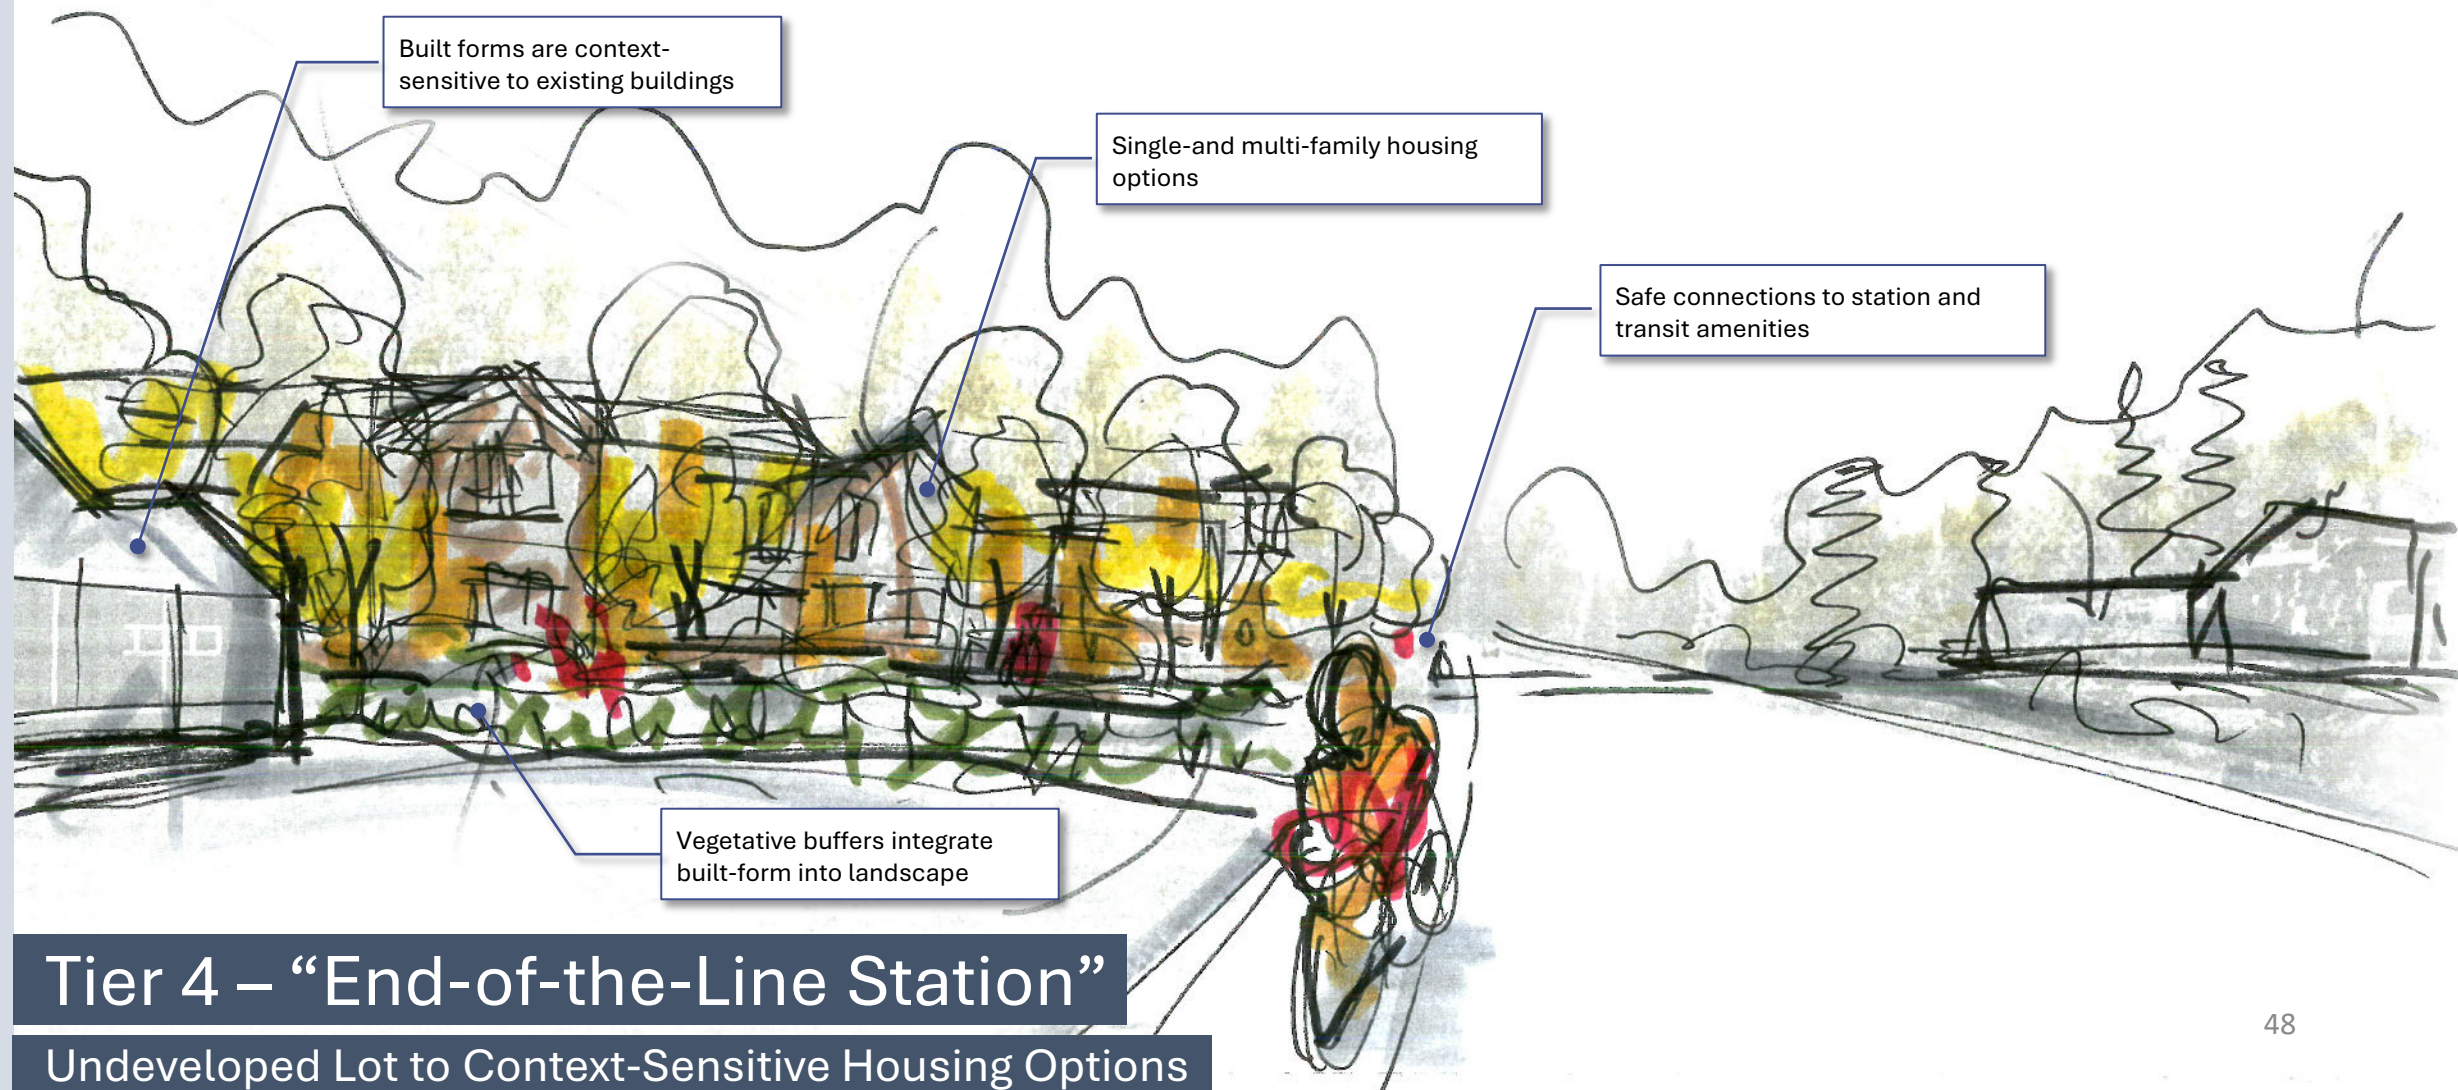 Built forms are context-
sensitive to existing buildings
Single-and multi-family housing
options
Safe connections to station and
transit amenities
Vegetative buffers integrate
built-form into landscape
Tier 4 – “End-of-the-Line Station”
Undeveloped Lot to Context-Sensitive Housing Options
48